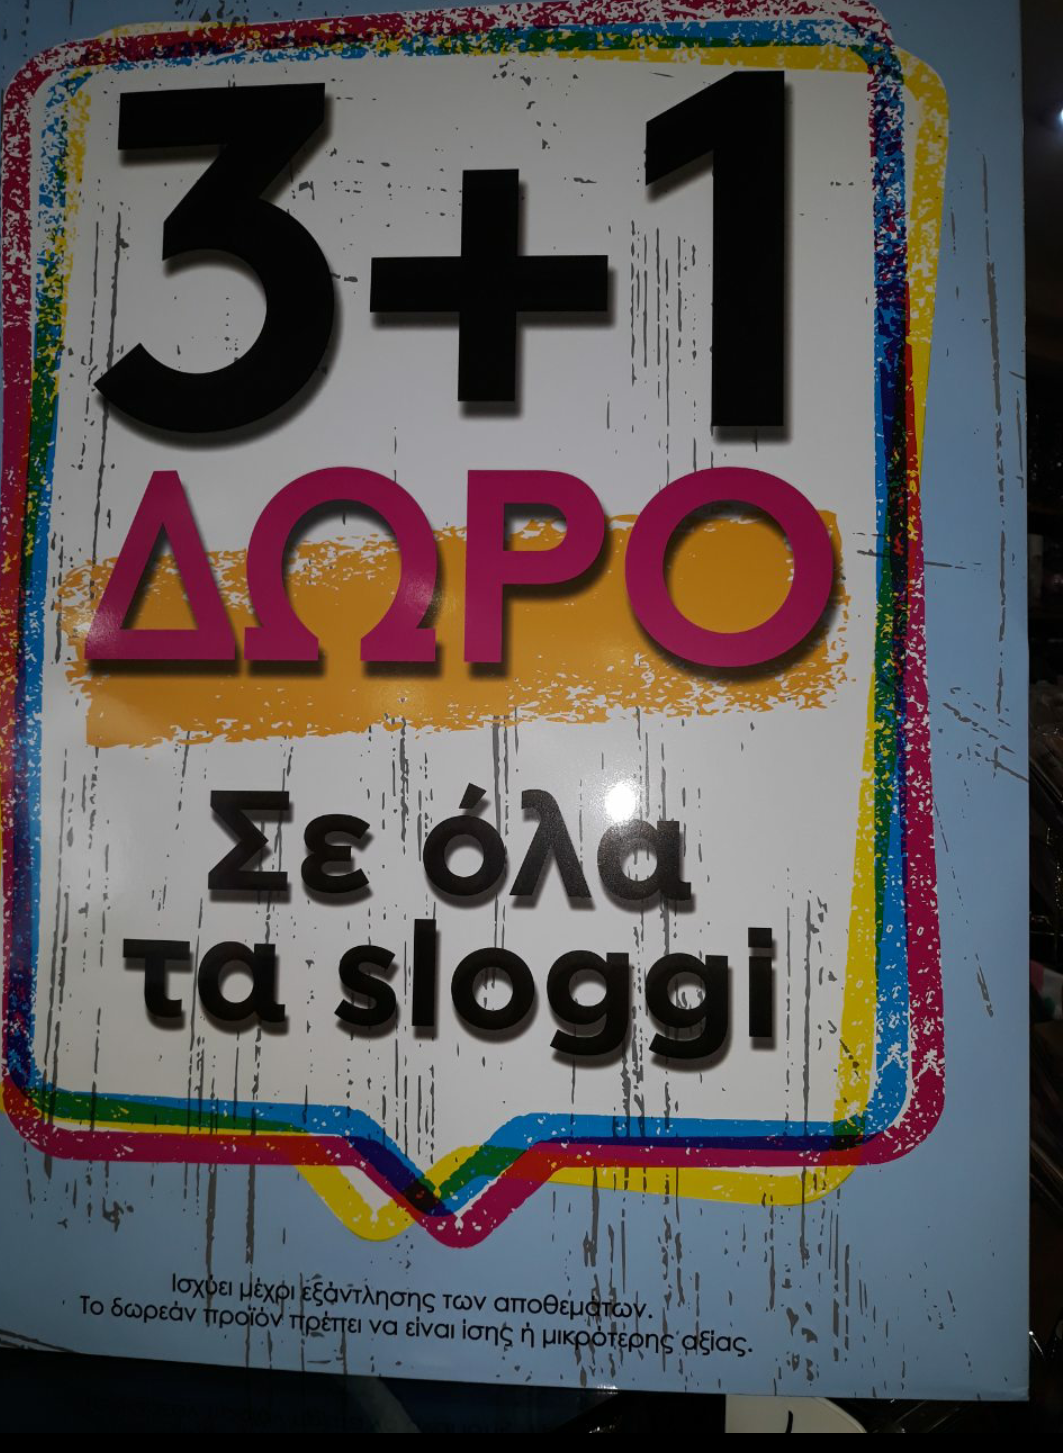 3+1
ΔΩΡΟ
Σε όλα
τα sloggi
Ισχύει μέχρι εξάντλησης των αποθεμάτων.
Το δωρεάν προϊόν πρέπει να είναι ίσης ή μικρότερης αξίας.